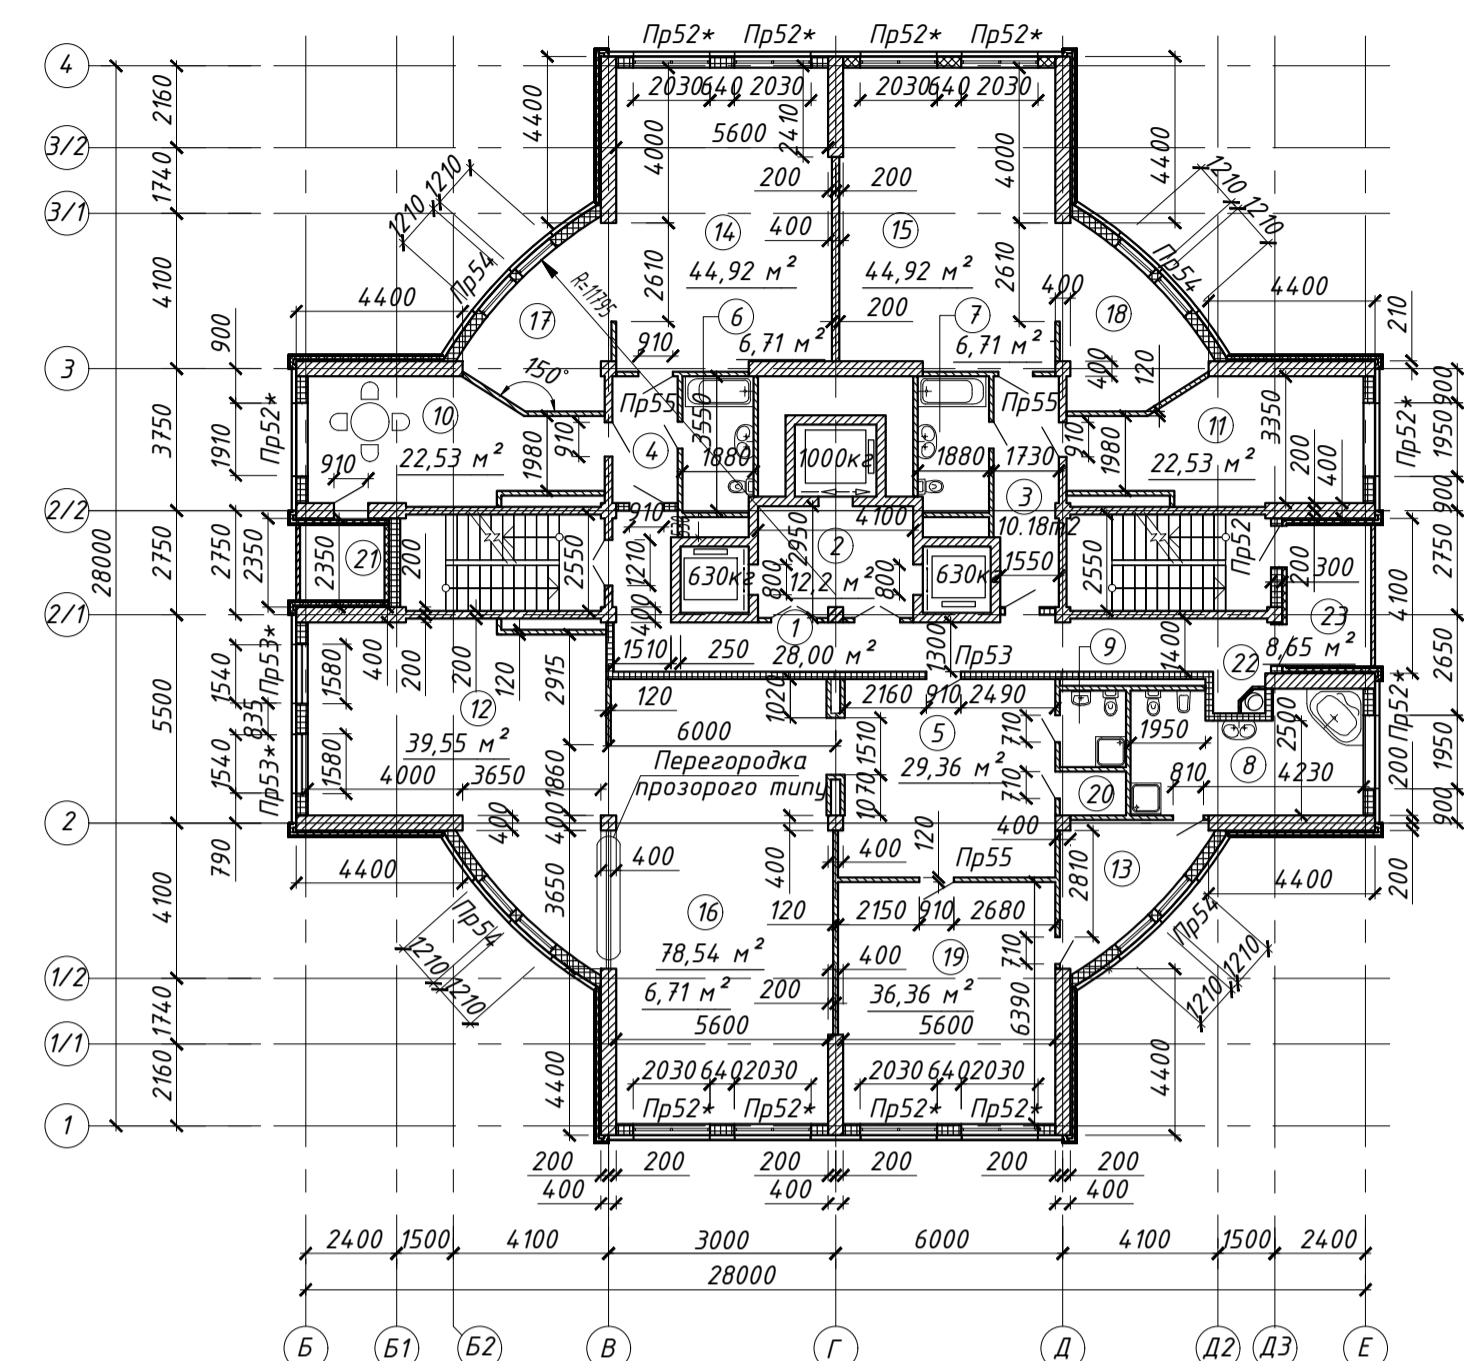 Пр52* Пр52* Пр52* Пр52*
4
2030 640 2030 2030 640 2030
2160 4400 4000 5600 2410 4000 4400
3/2
1740 1210 1210 200 200 1210 1210
3/1
14 400 15
4100 Пр54 2610 44,92 м² 44,92 м² 2610 Пр54
4400 R=11795 400 4400 210
17 6 200 7 18
900 910 6,71 м² 6,71 м²
3
150° 400 120 900
Пр52* 10 Пр55 3550 Пр55 11 3350 1950 Пр52*
3750 1910 22,53 м² 1980 910 4 1880 1000кг 1880 1730 910 1980 22,53 м² 200 400
910 3
2/2
910 4100 10.18m2 900
28000 2750 2750 2350 2350 21 200 2550 1210 630кг 2950 2 630кг 1550 2550 Пр52 200 300 4100 2750
800 12,2 м² 800 23
2/1
400 1 9 1400
1510 250 28,00 м² 1300 Пр53 22 8,65 м² 2650
1540 Пр53* 1580 400 200 200 120 2915
120 1020 2160 910 2490
5500 835 12 6000 1510 5 710 1950 2500 Пр52*
39,55 м² Перегородка 29,36 м² 8 200 1950
1540 Пр53* 1580 4000 3650 1860 прозорого типу 1070 710 20 810 4230
2
790 400 400 400 120 400 900
4400 400 400 Пр55 2810 13 4400 200
4100 Пр54 3650 16 120 2150 910 2680 Пр54
1210 1210 78,54 м² 400 19 710 1210 1210
1/2
6,71 м² 200 36,36 м² 6390
1740 5600 5600
1/1
2160 4400 2030 640 2030 2030 640 2030 4400
Пр52* Пр52* Пр52* Пр52*
1
200 200 200 200 200 200
400 400 400
2400 1500 4100 3000 6000 4100 1500 2400
28000
Б Б1 Б2 В Г Д Д2 Д3 Е